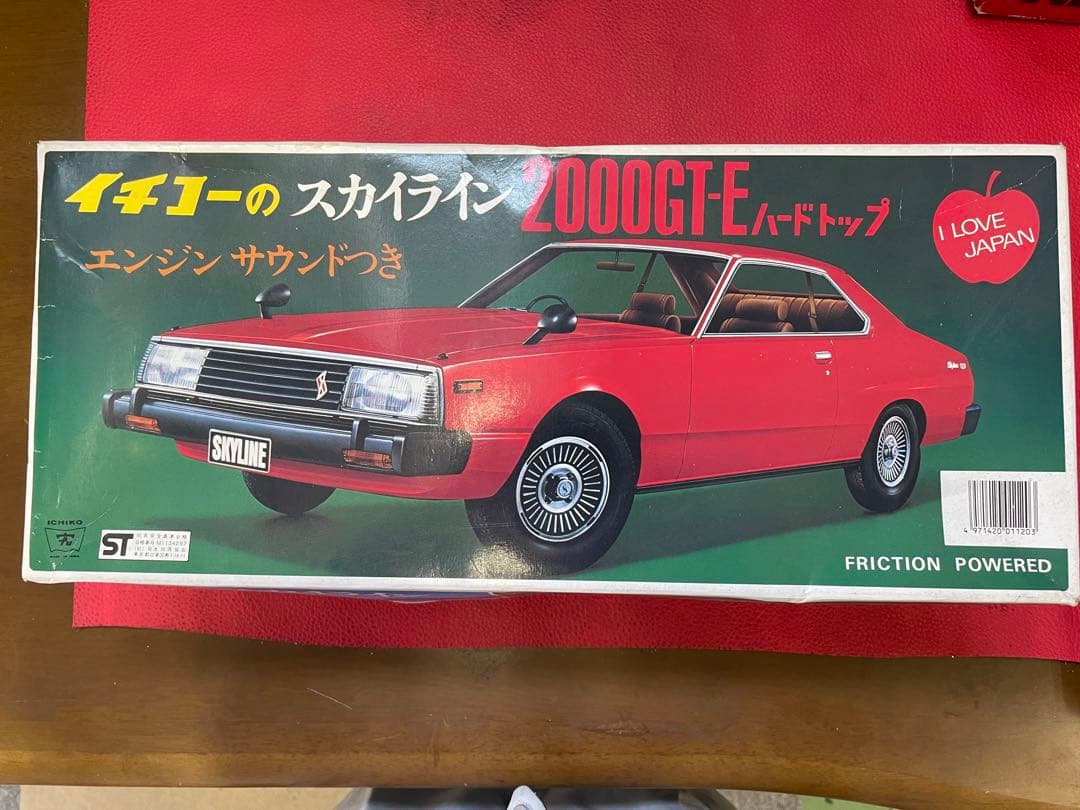 イチコーの スカイライン 2000GT-E ハードトップ
エンジン サウンドつき
I LOVE
JAPAN
SKYLINE
ICHIKO
ST
4 971420 011203
FRICTION POWERED